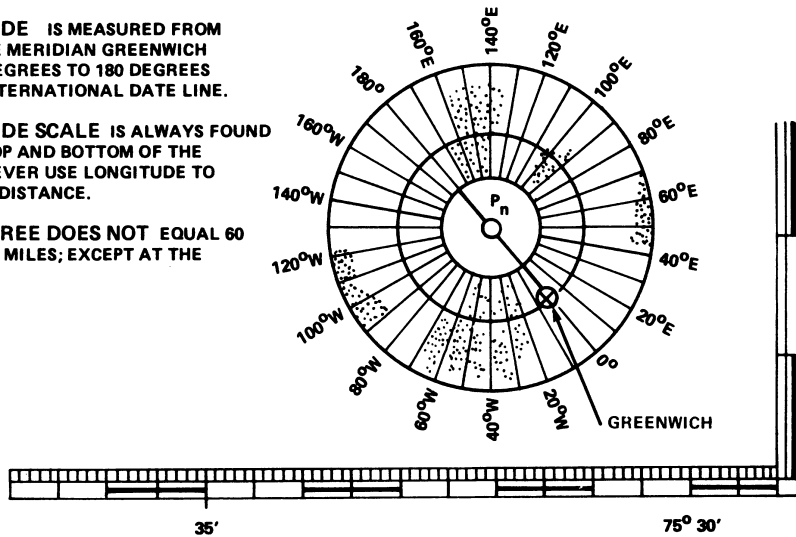 DE IS MEASURED FROM
E MERIDIAN GREENWICH
EGREES TO 180 DEGREES
TERNATIONAL DATE LINE.
DE SCALE IS ALWAYS FOUND
OP AND BOTTOM OF THE
EVER USE LONGITUDE TO
DISTANCE.
REE DOES NOT EQUAL 60
MILES; EXCEPT AT THE
140°E
120°E
100°E
80°E
60°E
40°E
20°E
0°
20°W
40°W
60°W
80°W
100°W
120°W
140°W
160°W
180°
160°E
Pn
GREENWICH
35′
75° 30′